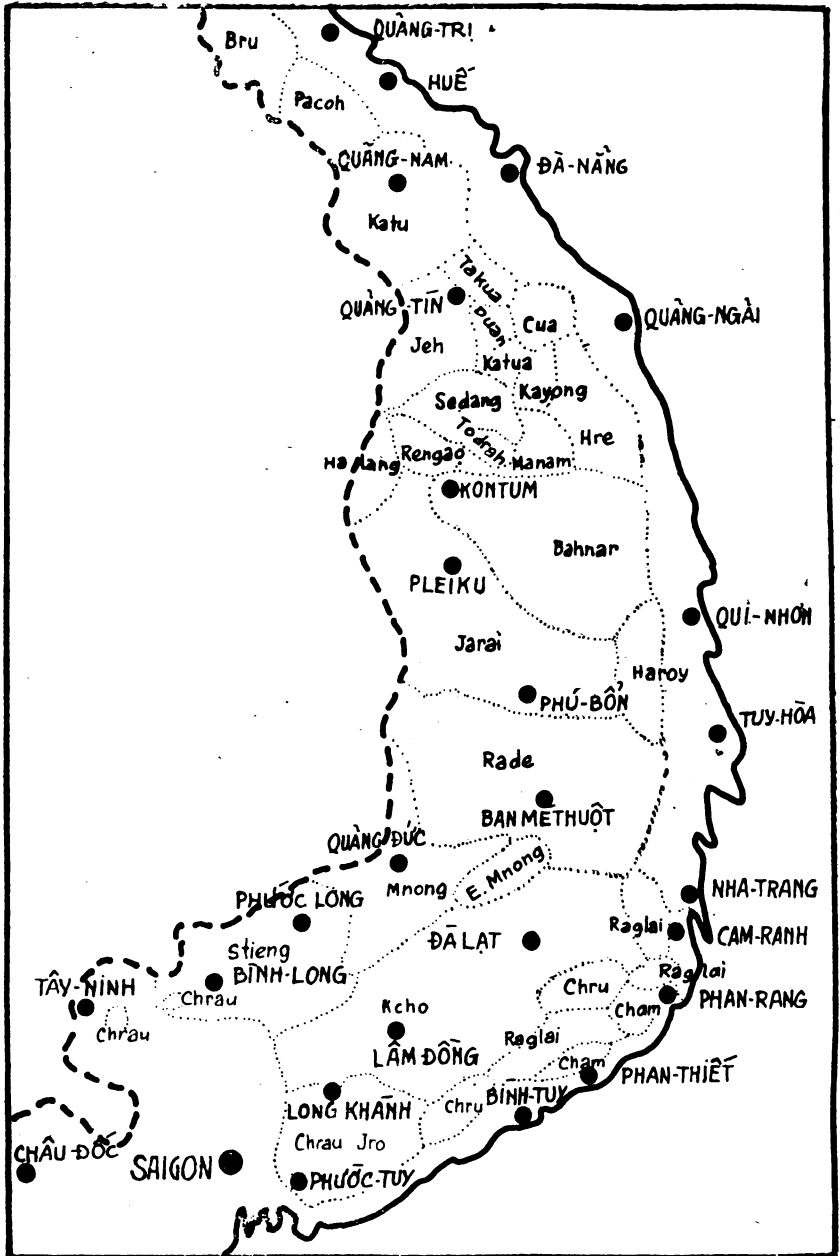 QUẢNG-TRỊ
Bru
HUẾ
Pacoh
QUÃNG-NAM
ĐÀ-NẲNG
Katu
Takua
QUẢNG-TÍN
Duan
Cua
QUẢNG-NGÃI
Jeh
Katua
Kayong
Sedang
Todrah
Hre
Halang
Rengao
Manam
KONTUM
Bahnar
PLEIKU
QUI-NHƠN
Jarai
Haroy
PHÚ-BỔN
TUY-HÒA
Rade
BAN MÊTHUỘT
QUẢNG ĐỨC
E. Mnong
Mnong
NHA-TRANG
PHƯỚC LONG
Raglai
CAM-RANH
ĐÀ LẠT
Stieng
BÌNH-LONG
Raglai
TÂY-NINH
Chrau
Chru
PHAN-RANG
Kcho
Cham
Chrau
Raglai
LÂM ĐỒNG
Cham
PHAN-THIẾT
BÌNH-TUY
LONG KHÁNH
Chru
Chrau Jro
CHÂU-ĐỐC
SAIGON
PHƯỚC-TUY